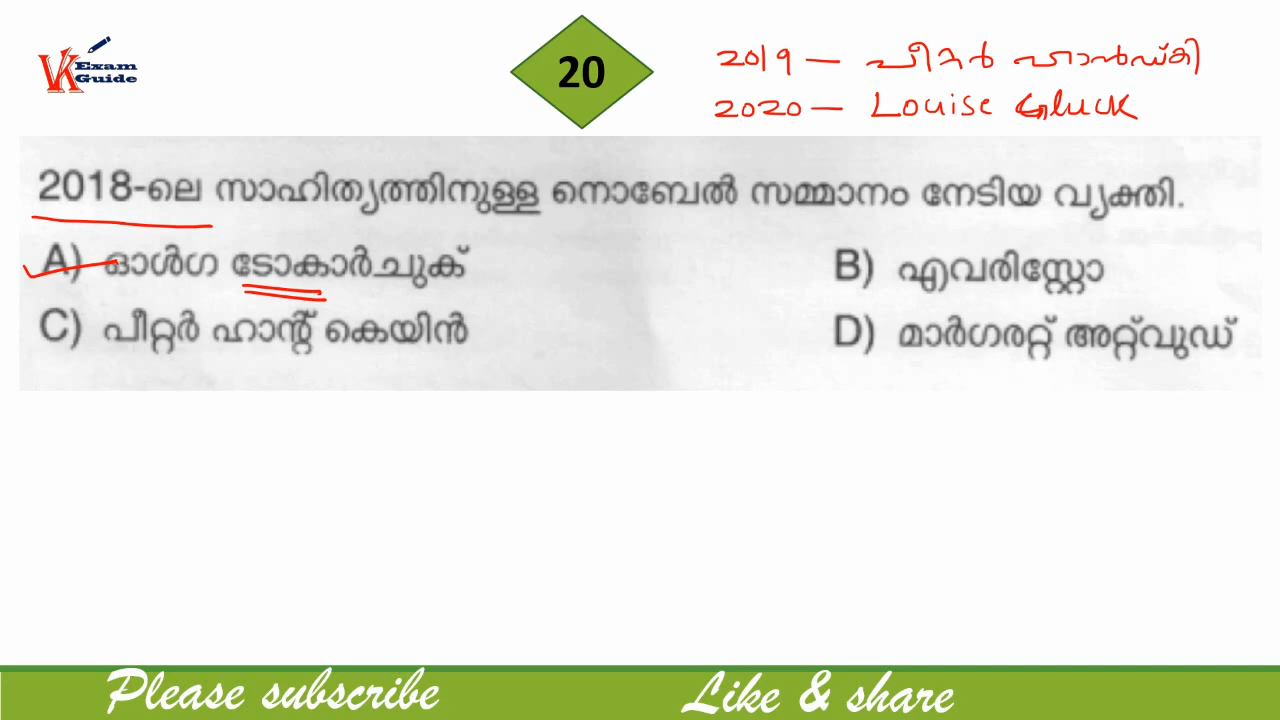 VK Exam
Guide
20
2019 — പീറ്റർ ഹാൻഡ്കി
2020 — Louise Gluck
2018-ലെ സാഹിത്യത്തിനുള്ള നൊബേൽ സമ്മാനം നേടിയ വ്യക്തി.
A) ഓൾഗ ടോകാർചുക്
B) എവരിസ്റ്റോ
C) പീറ്റർ ഹാന്റ് കെയിൻ
D) മാർഗരറ്റ് അറ്റ്‌വുഡ്
Please subscribe
Like & share